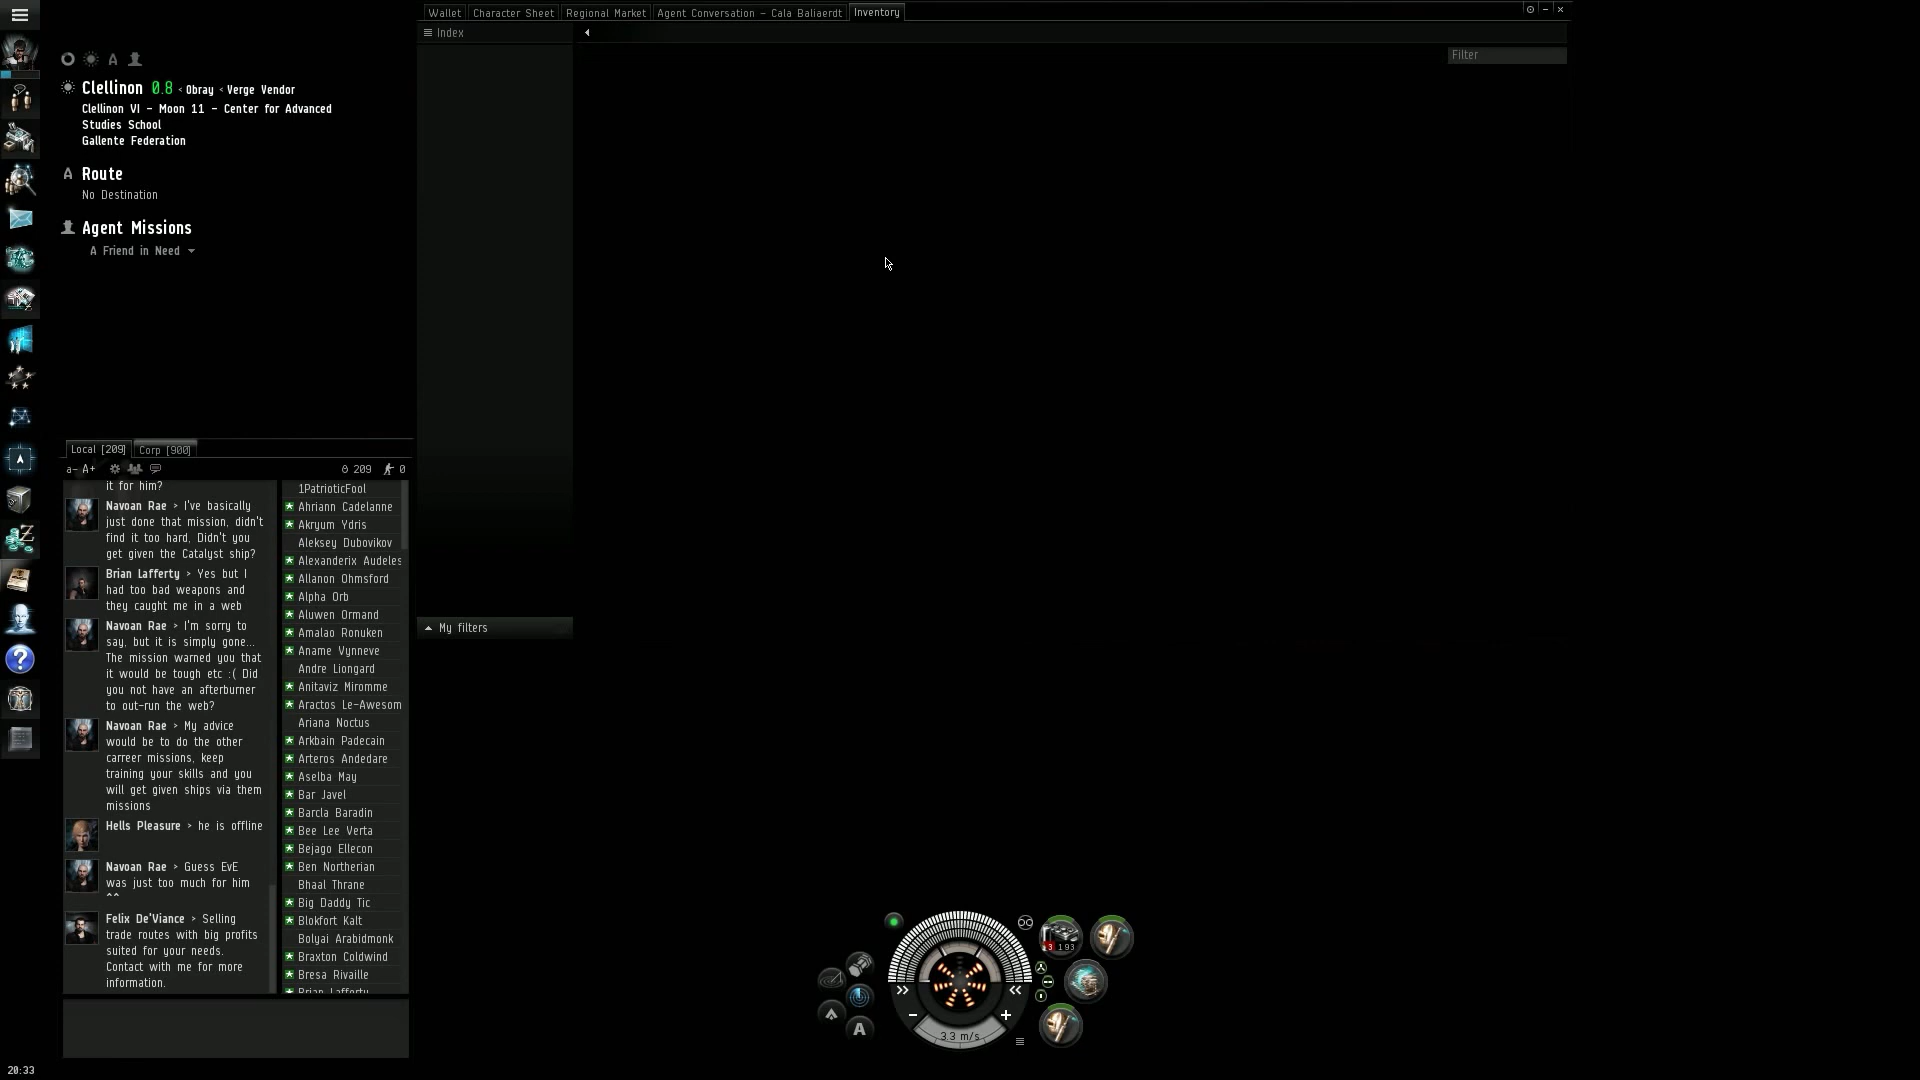 Wallet
Character Sheet
Regional Market
Agent Conversation - Cala Baliaerdt
Inventory
Index
Filter
A
Clellinon 0.8 < Obray < Verge Vendor
Clellinon VI - Moon 11 - Center for Advanced
Studies School
Gallente Federation
A Route
No Destination
Agent Missions
A Friend in Need
My filters
Local [209]
Corp [900]
a- A+
209
0
it for him?
Navoan Rae > I've basically
just done that mission, didn't
find it too hard, Didn't you
get given the Catalyst ship?
Brian Lafferty > Yes but I
had too bad weapons and
they caught me in a web
Navoan Rae > I'm sorry to
say, but it is simply gone...
The mission warned you that
it would be tough etc :( Did
you not have an afterburner
to out-run the web?
Navoan Rae > My advice
would be to do the other
carreer missions, keep
training your skills and you
will get given ships via them
missions
Hells Pleasure > he is offline
Navoan Rae > Guess EvE
was just too much for him
^^
Felix De'Viance > Selling
trade routes with big profits
suited for your needs.
Contact with me for more
information.
1PatrioticFool
Ahriann Cadelanne
Akryum Ydris
Aleksey Dubovikov
Alexanderix Audeles
Allanon Ohmsford
Alpha Orb
Aluwen Ormand
Amalao Ronuken
Aname Vynneve
Andre Liongard
Anitaviz Miromme
Aractos Le-Awesom
Ariana Noctus
Arkbain Padecain
Arteros Andedare
Aselba May
Bar Javel
Barcla Baradin
Bee Lee Verta
Bejago Ellecon
Ben Northerian
Bhaal Thrane
Big Daddy Tic
Blokfort Kalt
Bolyai Arabidmonk
Braxton Coldwind
Bresa Rivaille
Brian Lafferty
3 193
A
3.3 m/s
20:33